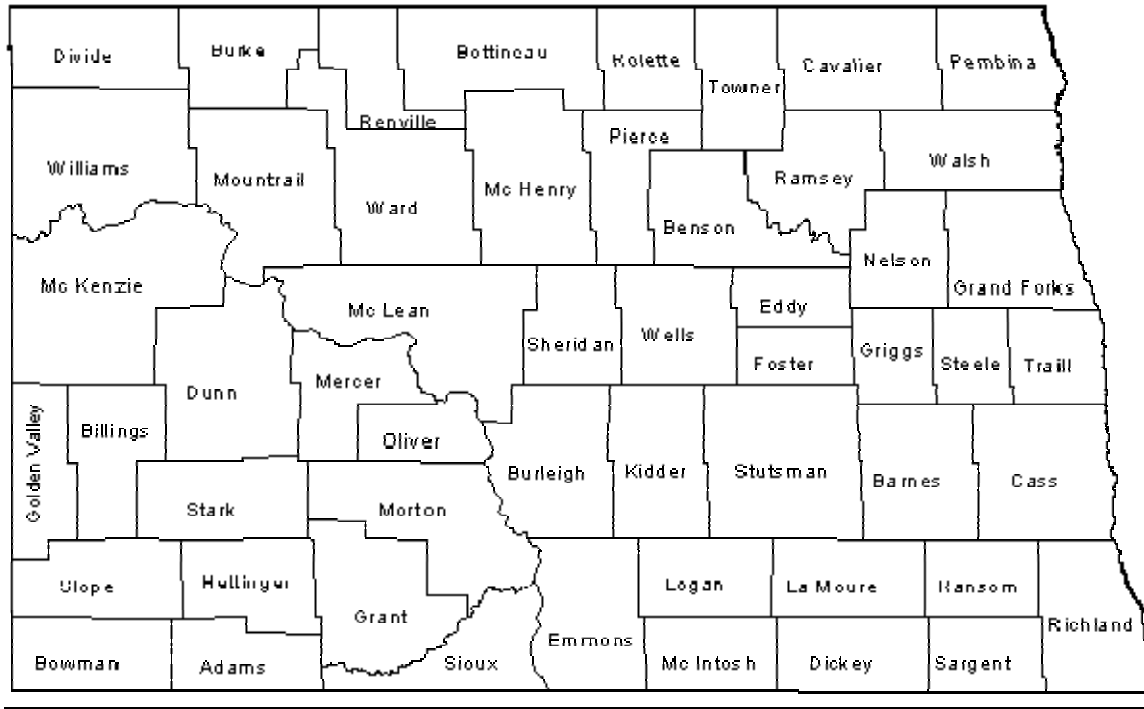 Divide
Burke
Bottineau
Rolette
Towner
Cavalier
Pembina
Renville
Pierce
Williams
Mountrail
Ward
Mc Henry
Benson
Ramsey
Walsh
Nelson
Mc Kenzie
Mc Lean
Sheridan
Wells
Eddy
Foster
Griggs
Steele
Traill
Grand Forks
Dunn
Mercer
Oliver
Golden Valley
Billings
Stark
Morton
Burleigh
Kidder
Stutsman
Barnes
Cass
Slope
Hettinger
Grant
Logan
La Moure
Ransom
Richland
Bowman
Adams
Sioux
Emmons
Mc Intosh
Dickey
Sargent